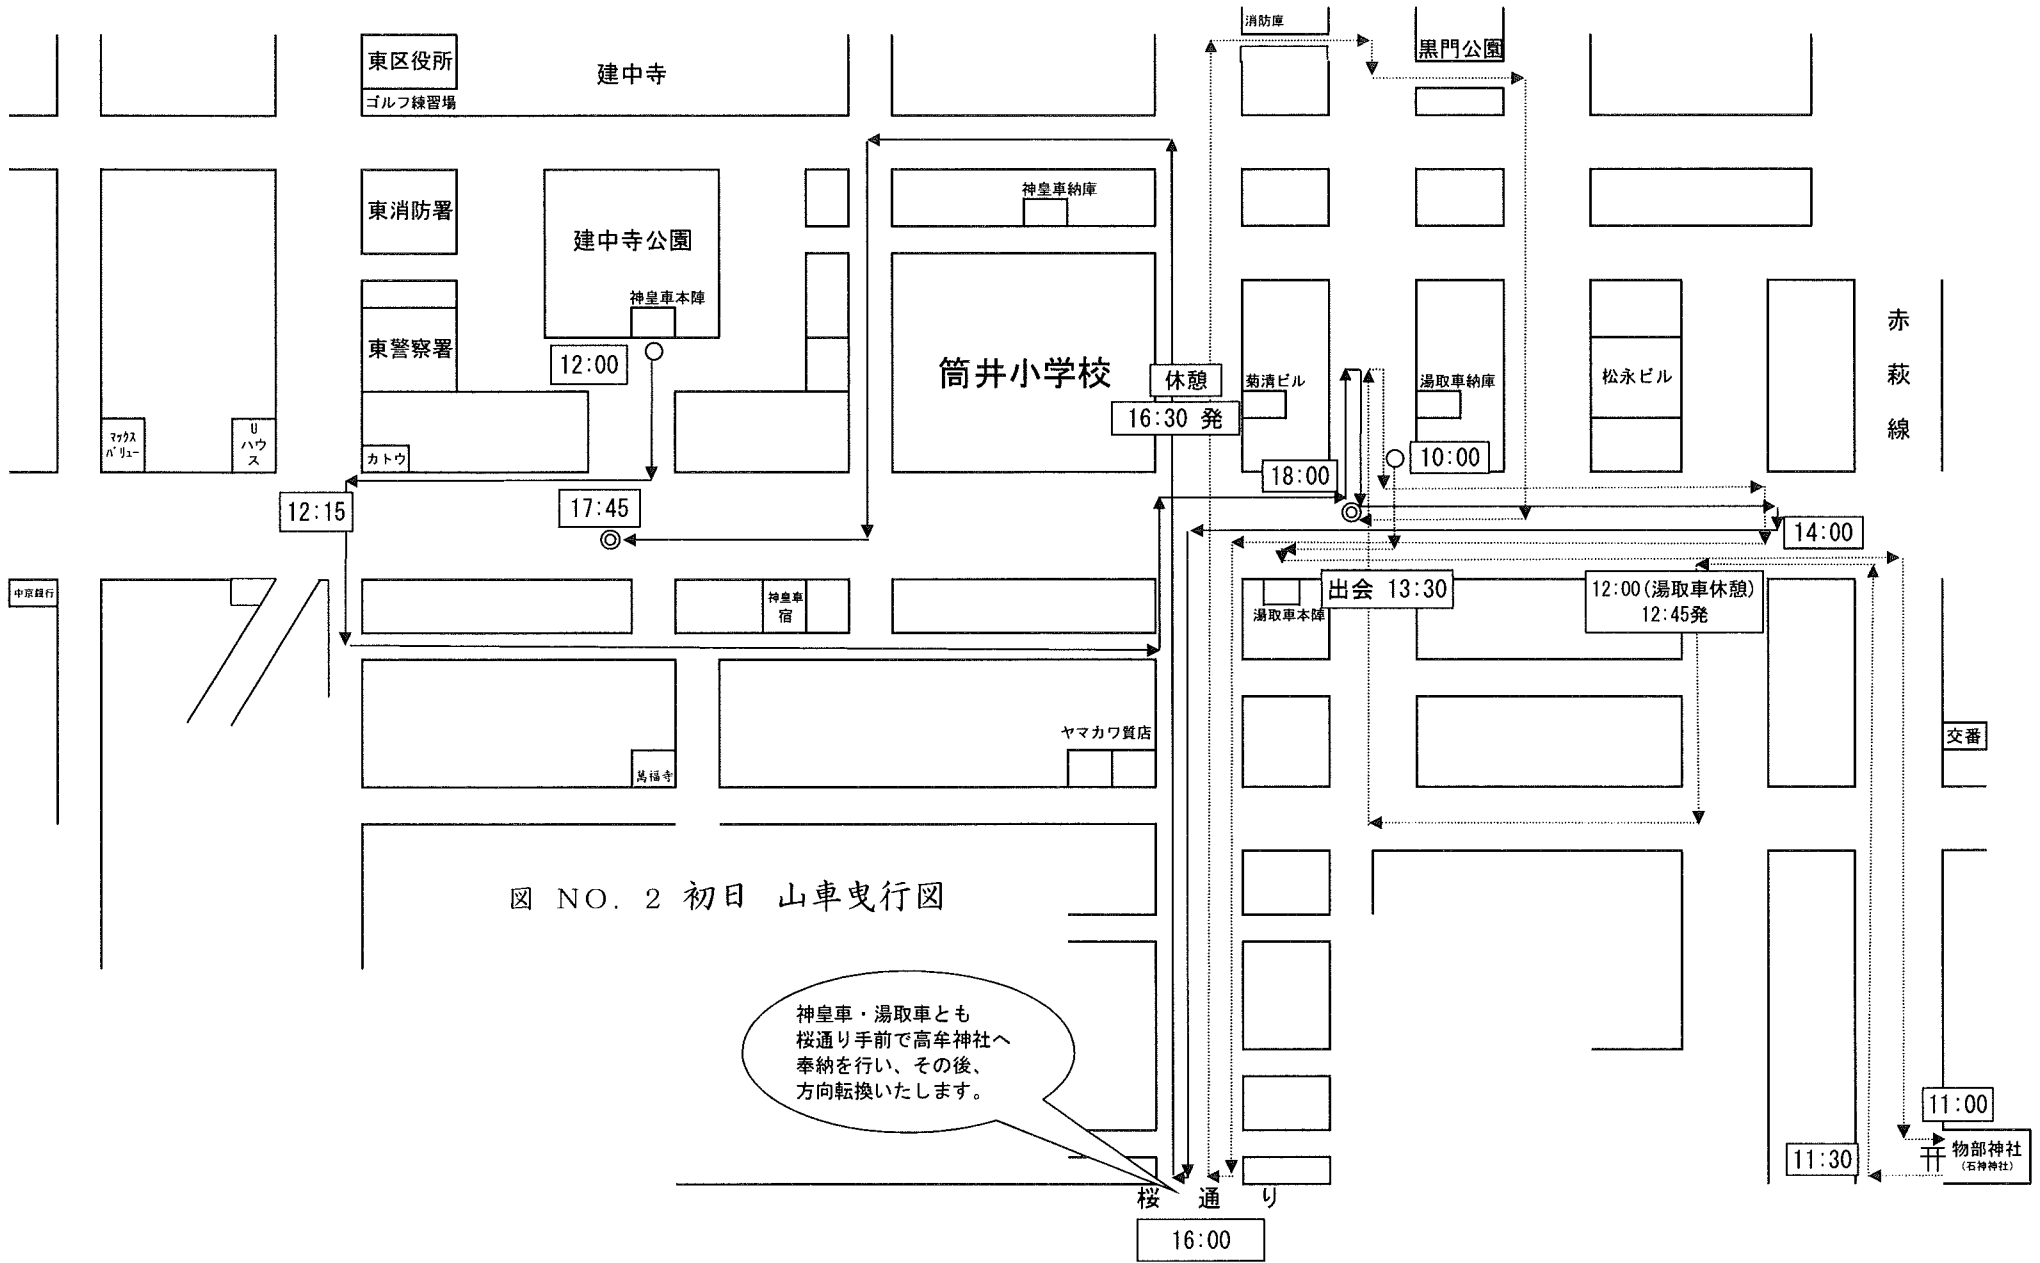 消防庫
東区役所
建中寺
黒門公園
ゴルフ練習場
神皇車納庫
東消防署
建中寺公園
神皇車本陣
東警察署
12:00
筒井小学校
休憩
16:30 発
菊清ビル
湯取車納庫
松永ビル
赤萩線
マックス
バリュー
U
ハウ
ス
カトウ
10:00
18:00
12:15
17:45
14:00
中京銀行
神皇車
宿
湯取車本陣
出会 13:30
12:00(湯取車休憩)
12:45発
ヤマカワ質店
交番
萬福寺
図 NO. 2 初日 山車曳行図
神皇車・湯取車とも
桜通り手前で高牟神社へ
奉納を行い、その後、
方向転換いたします。
11:00
11:30
物部神社
(石神神社)
桜 通 り
16:00